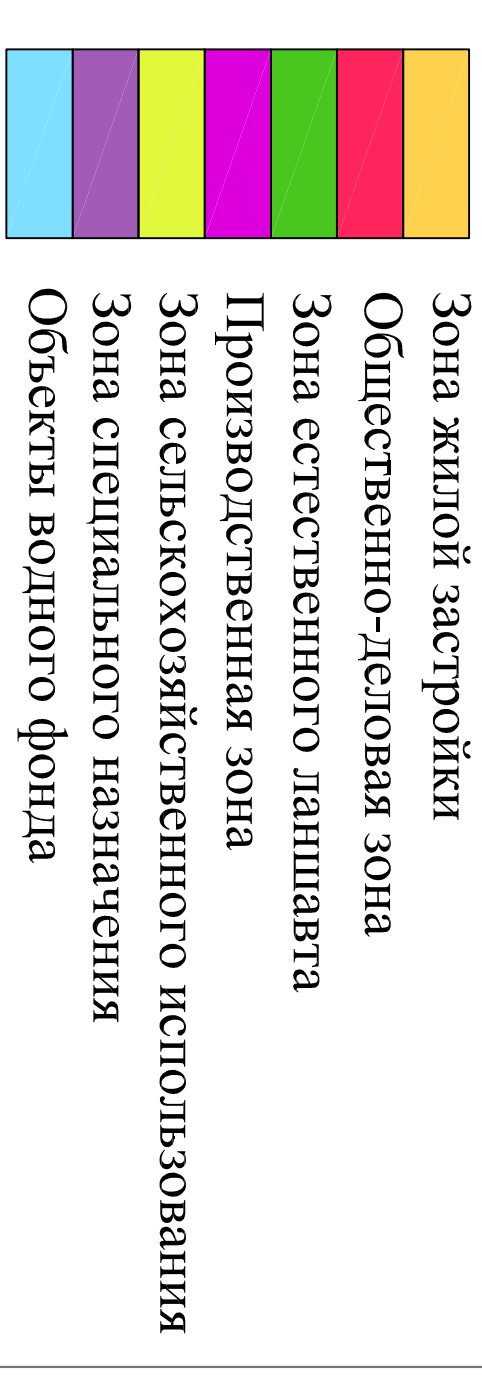 Зона жилой застройки
Общественно-деловая зона
Зона естественного ланшавта
Производственная зона
Зона сельскохозяйственного использования
Зона специального назначения
Объекты водного фонда